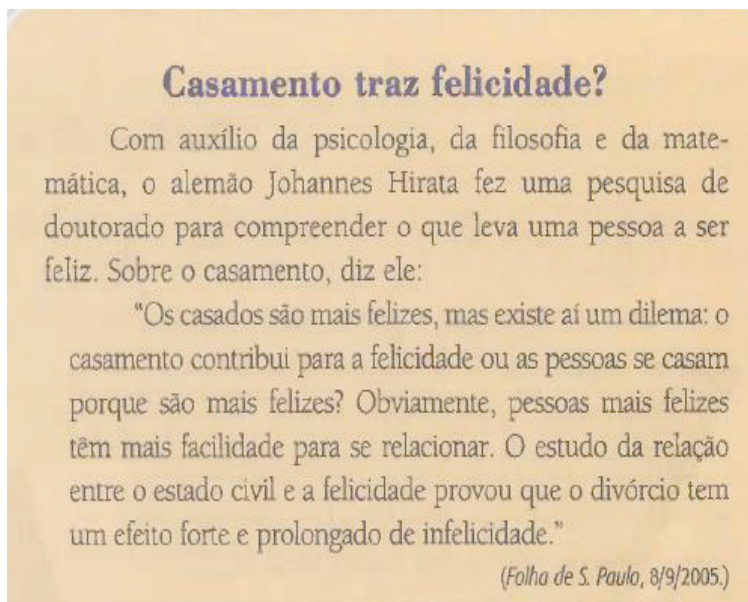 Casamento traz felicidade?
Com auxílio da psicologia, da filosofia e da mate-
mática, o alemão Johannes Hirata fez uma pesquisa de
doutorado para compreender o que leva uma pessoa a ser
feliz. Sobre o casamento, diz ele:
"Os casados são mais felizes, mas existe aí um dilema: o
casamento contribui para a felicidade ou as pessoas se casam
porque são mais felizes? Obviamente, pessoas mais felizes
têm mais facilidade para se relacionar. O estudo da relação
entre o estado civil e a felicidade provou que o divórcio tem
um efeito forte e prolongado de infelicidade."
(Folha de S. Paulo, 8/9/2005.)